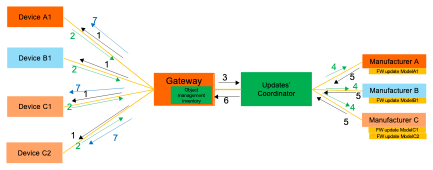 Device A1
7
1
2
Device B1
1
2
Device C1
7
1
2
Device C2
1
2
7
Gateway
Object
management
Inventory
3
6
Updates'
Coordinator
4
5
4
5
4
5
Manufacturer A
FW update ModelA1
Manufacturer B
FW update ModelB1
Manufacturer C
FW update ModelC1
FW update ModelC2